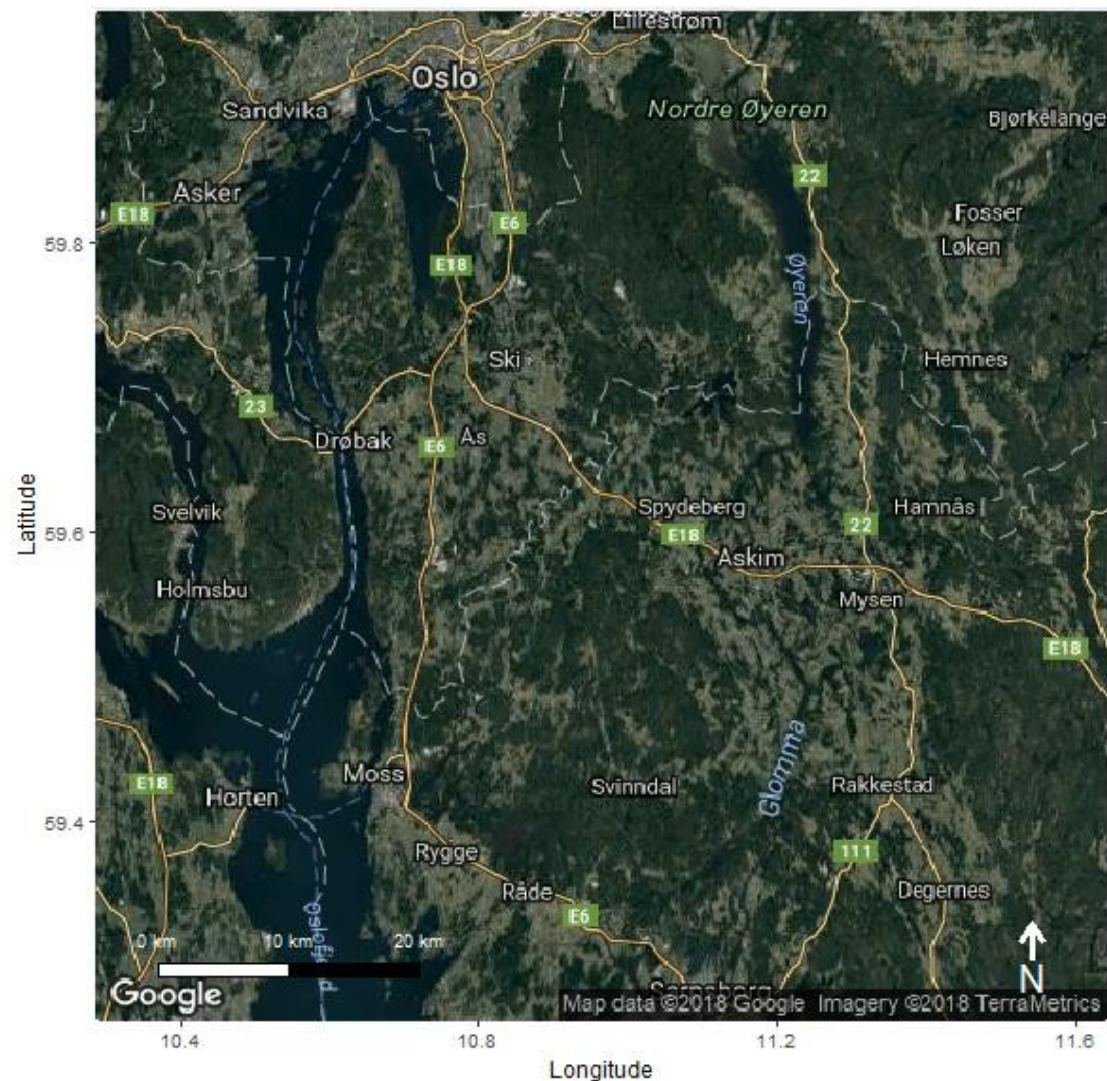 Lillestrøm
Oslo
Sandvika
Nordre Øyeren
Bjørkelange
Asker
22
E18
E6
Fosser
59.8
Løken
E18
Øyeren
Ski
Hemnes
23
Drøbak
Ås
E6
Svelvik
Spydeberg
Hamnås
22
Latitude
59.6
E18
Askim
Holmsbu
Mysen
E18
Moss
E18
Horten
Svinndal
Glomma
Rakkestad
59.4
Rygge
111
Råde
Degernes
E6
0 km 10 km 20 km
N
Google
Map data ©2018 Google Imagery ©2018 TerraMetrics
10.4 10.8 11.2 11.6
Longitude